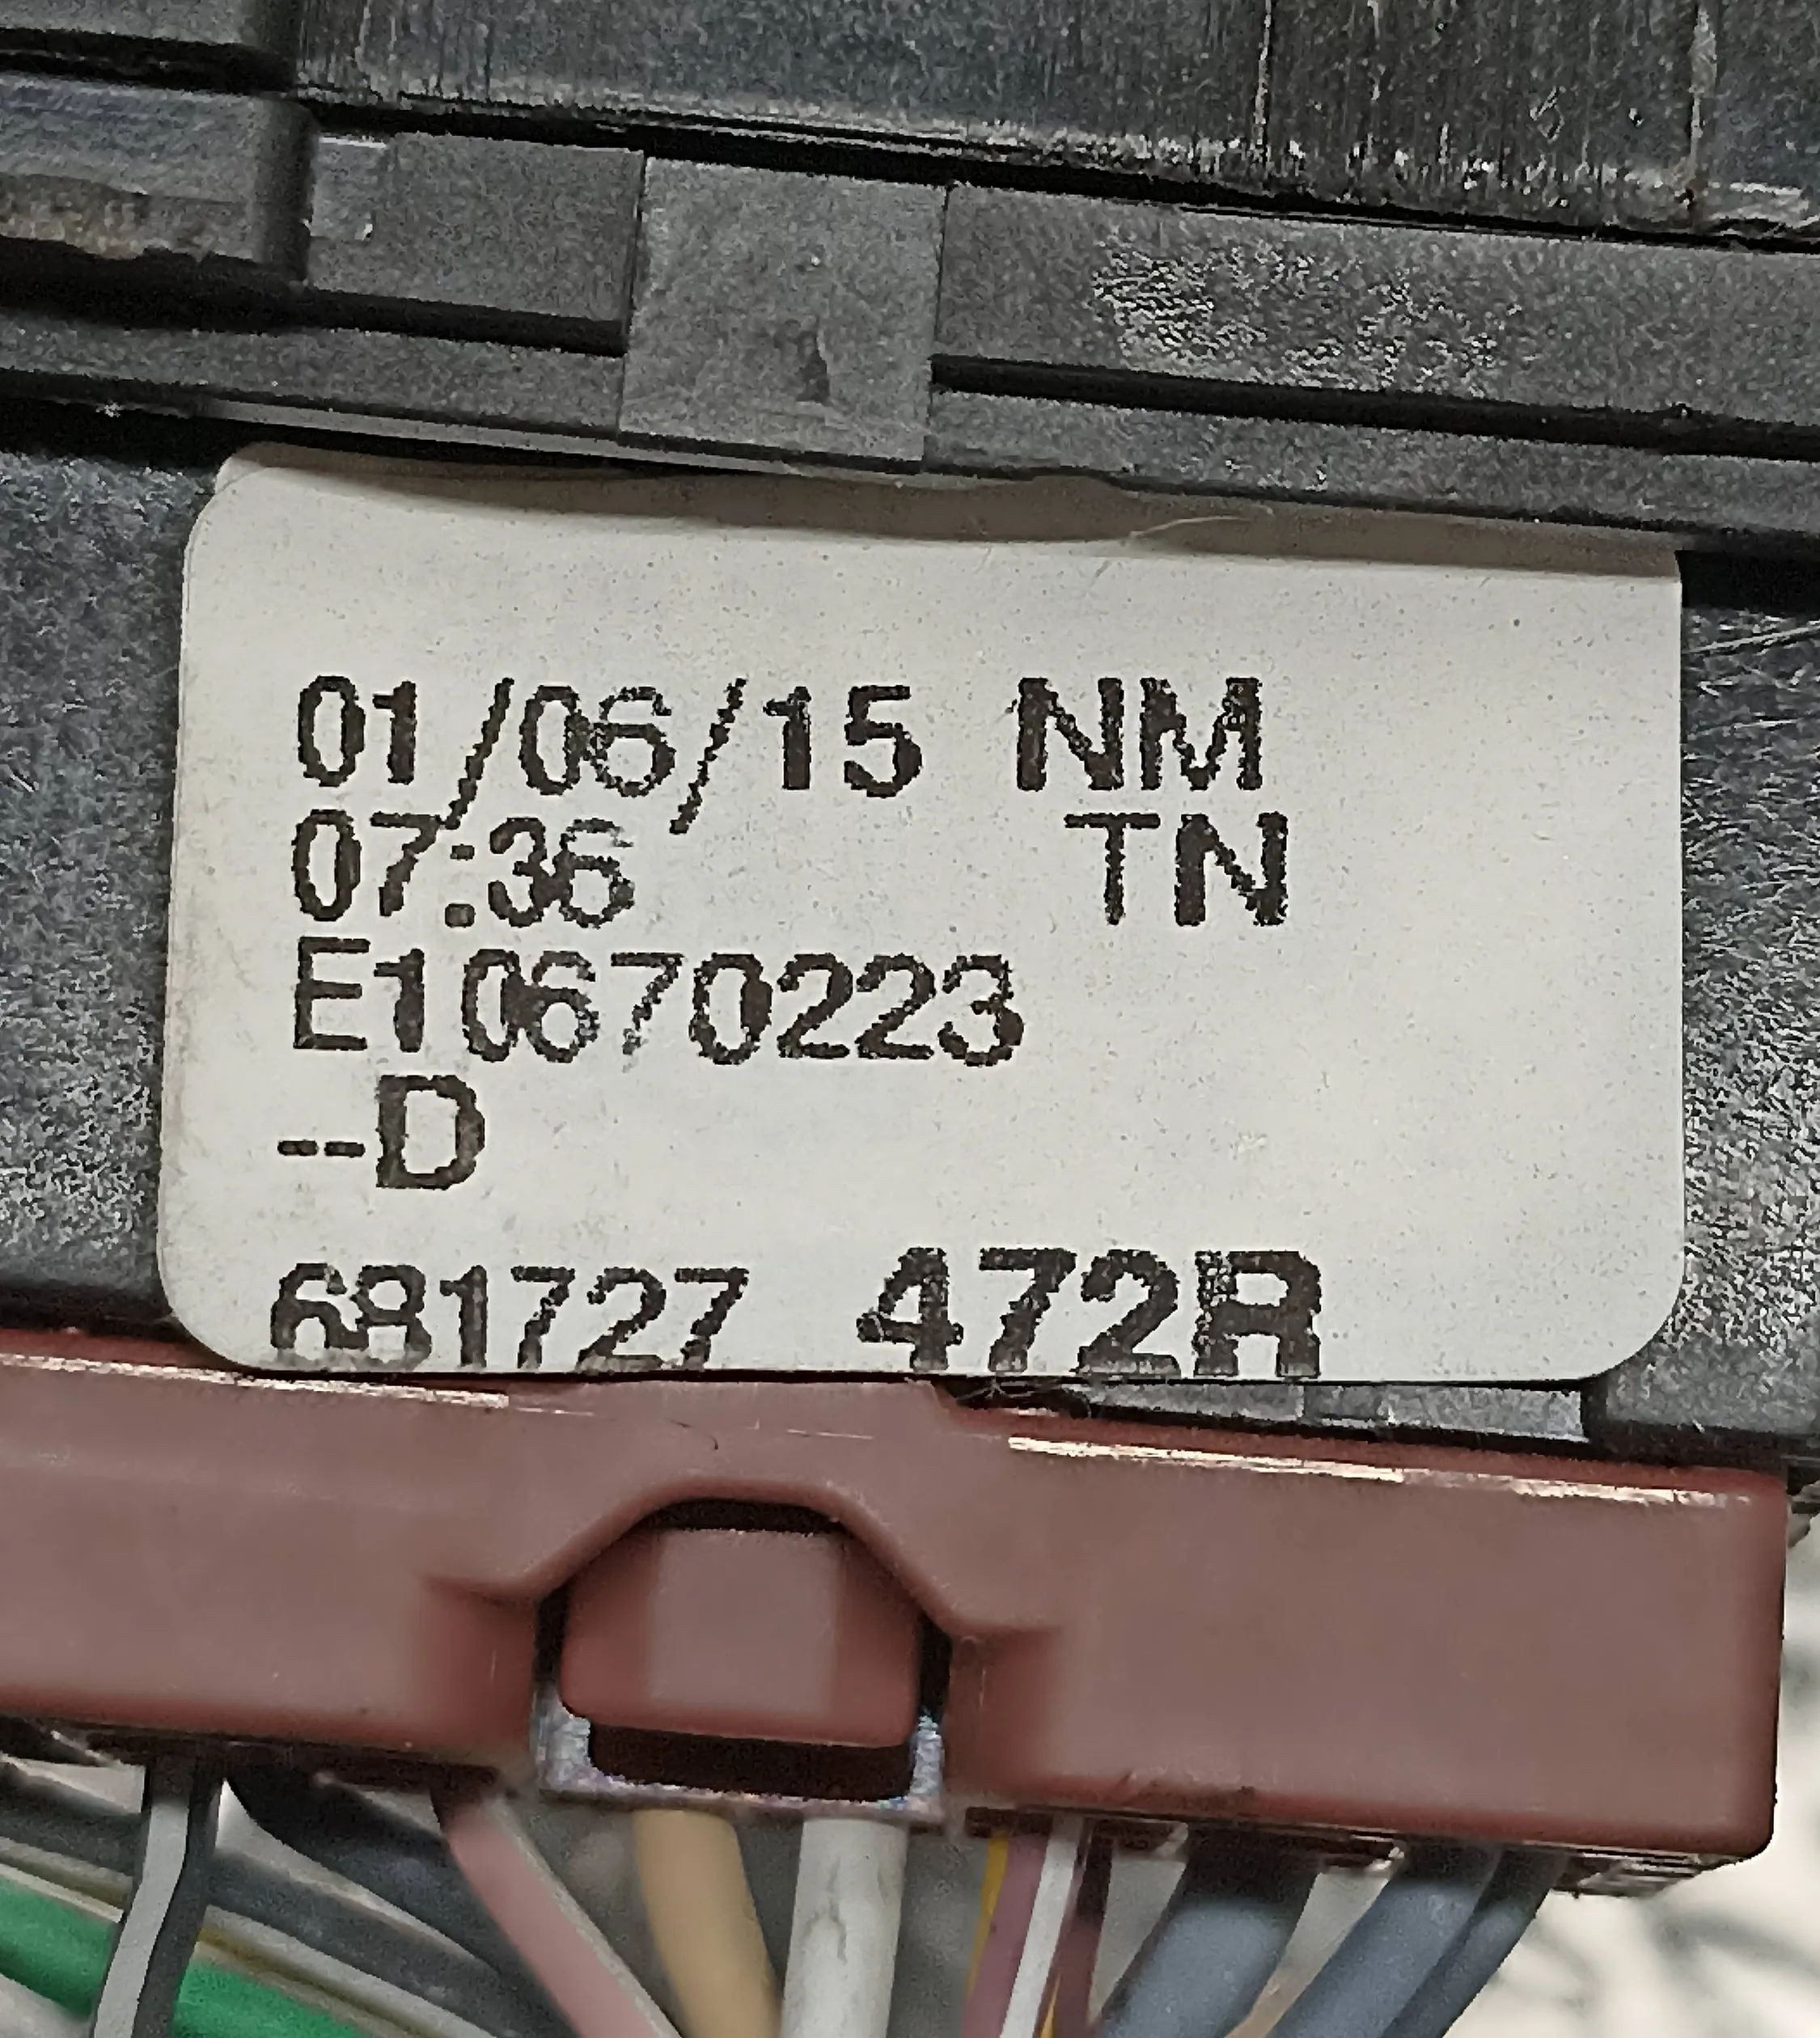 01/06/15 NM
07:36 TN
E10670223
--D
681727 472R